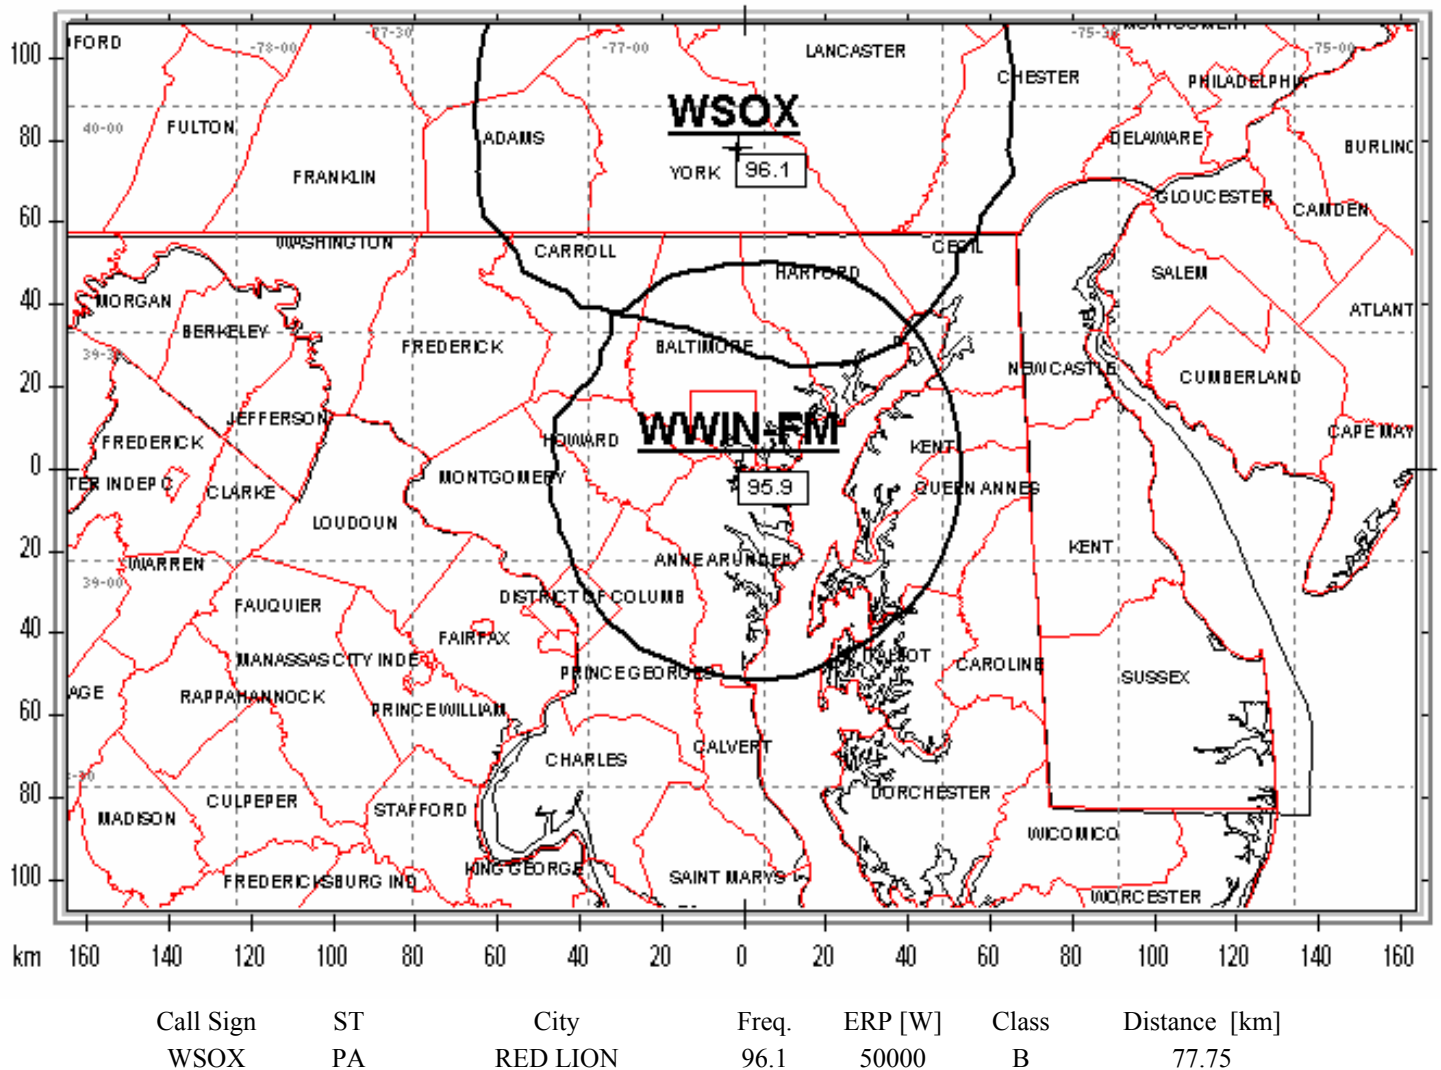 FORD
-78-00
-77-30
-77-00
LANCASTER
-75-30
MONTGOMERY
-75-00
100
CHESTER
PHILADELPHIA
WSOX
40-00
FULTON
80
ADAMS
DELAWARE
BURLING
96.1
YORK
FRANKLIN
60
GLOUCESTER
CAMDEN
WASHINGTON
CARROLL
CECIL
HARFORD
SALEM
40
MORGAN
ATLANT
BERKELEY
39-30
FREDERICK
BALTIMORE
NEWCASTLE
20
CUMBERLAND
JEFFERSON
WWIN-FM
FREDERICK
HOWARD
KENT
CAPE MAY
0
TER INDEP C
MONTGOMERY
95.9
CLARKE
QUEEN ANNES
LOUDOUN
20
WARREN
ANNE ARUNDEL
KENT
39-00
FAUQUIER
DISTRICT OF COLUMB
40
FAIRFAX
MANASSAS CITY INDE
TALBOT
CAROLINE
PRINCE GEORGES
SUSSEX
AGE
RAPPAHANNOCK
60
PRINCE WILLIAM
CALVERT
CHARLES
80
CULPEPER
STAFFORD
DORCHESTER
MADISON
WICOMICO
100
FREDERICKSBURG IND
KING GEORGE
SAINT MARYS
WORCESTER
km 160 140 120 100 80 60 40 20 0 20 40 60 80 100 120 140 160
Call Sign ST City Freq. ERP [W] Class Distance [km]
WSOX PA RED LION 96.1 50000 B 77.75